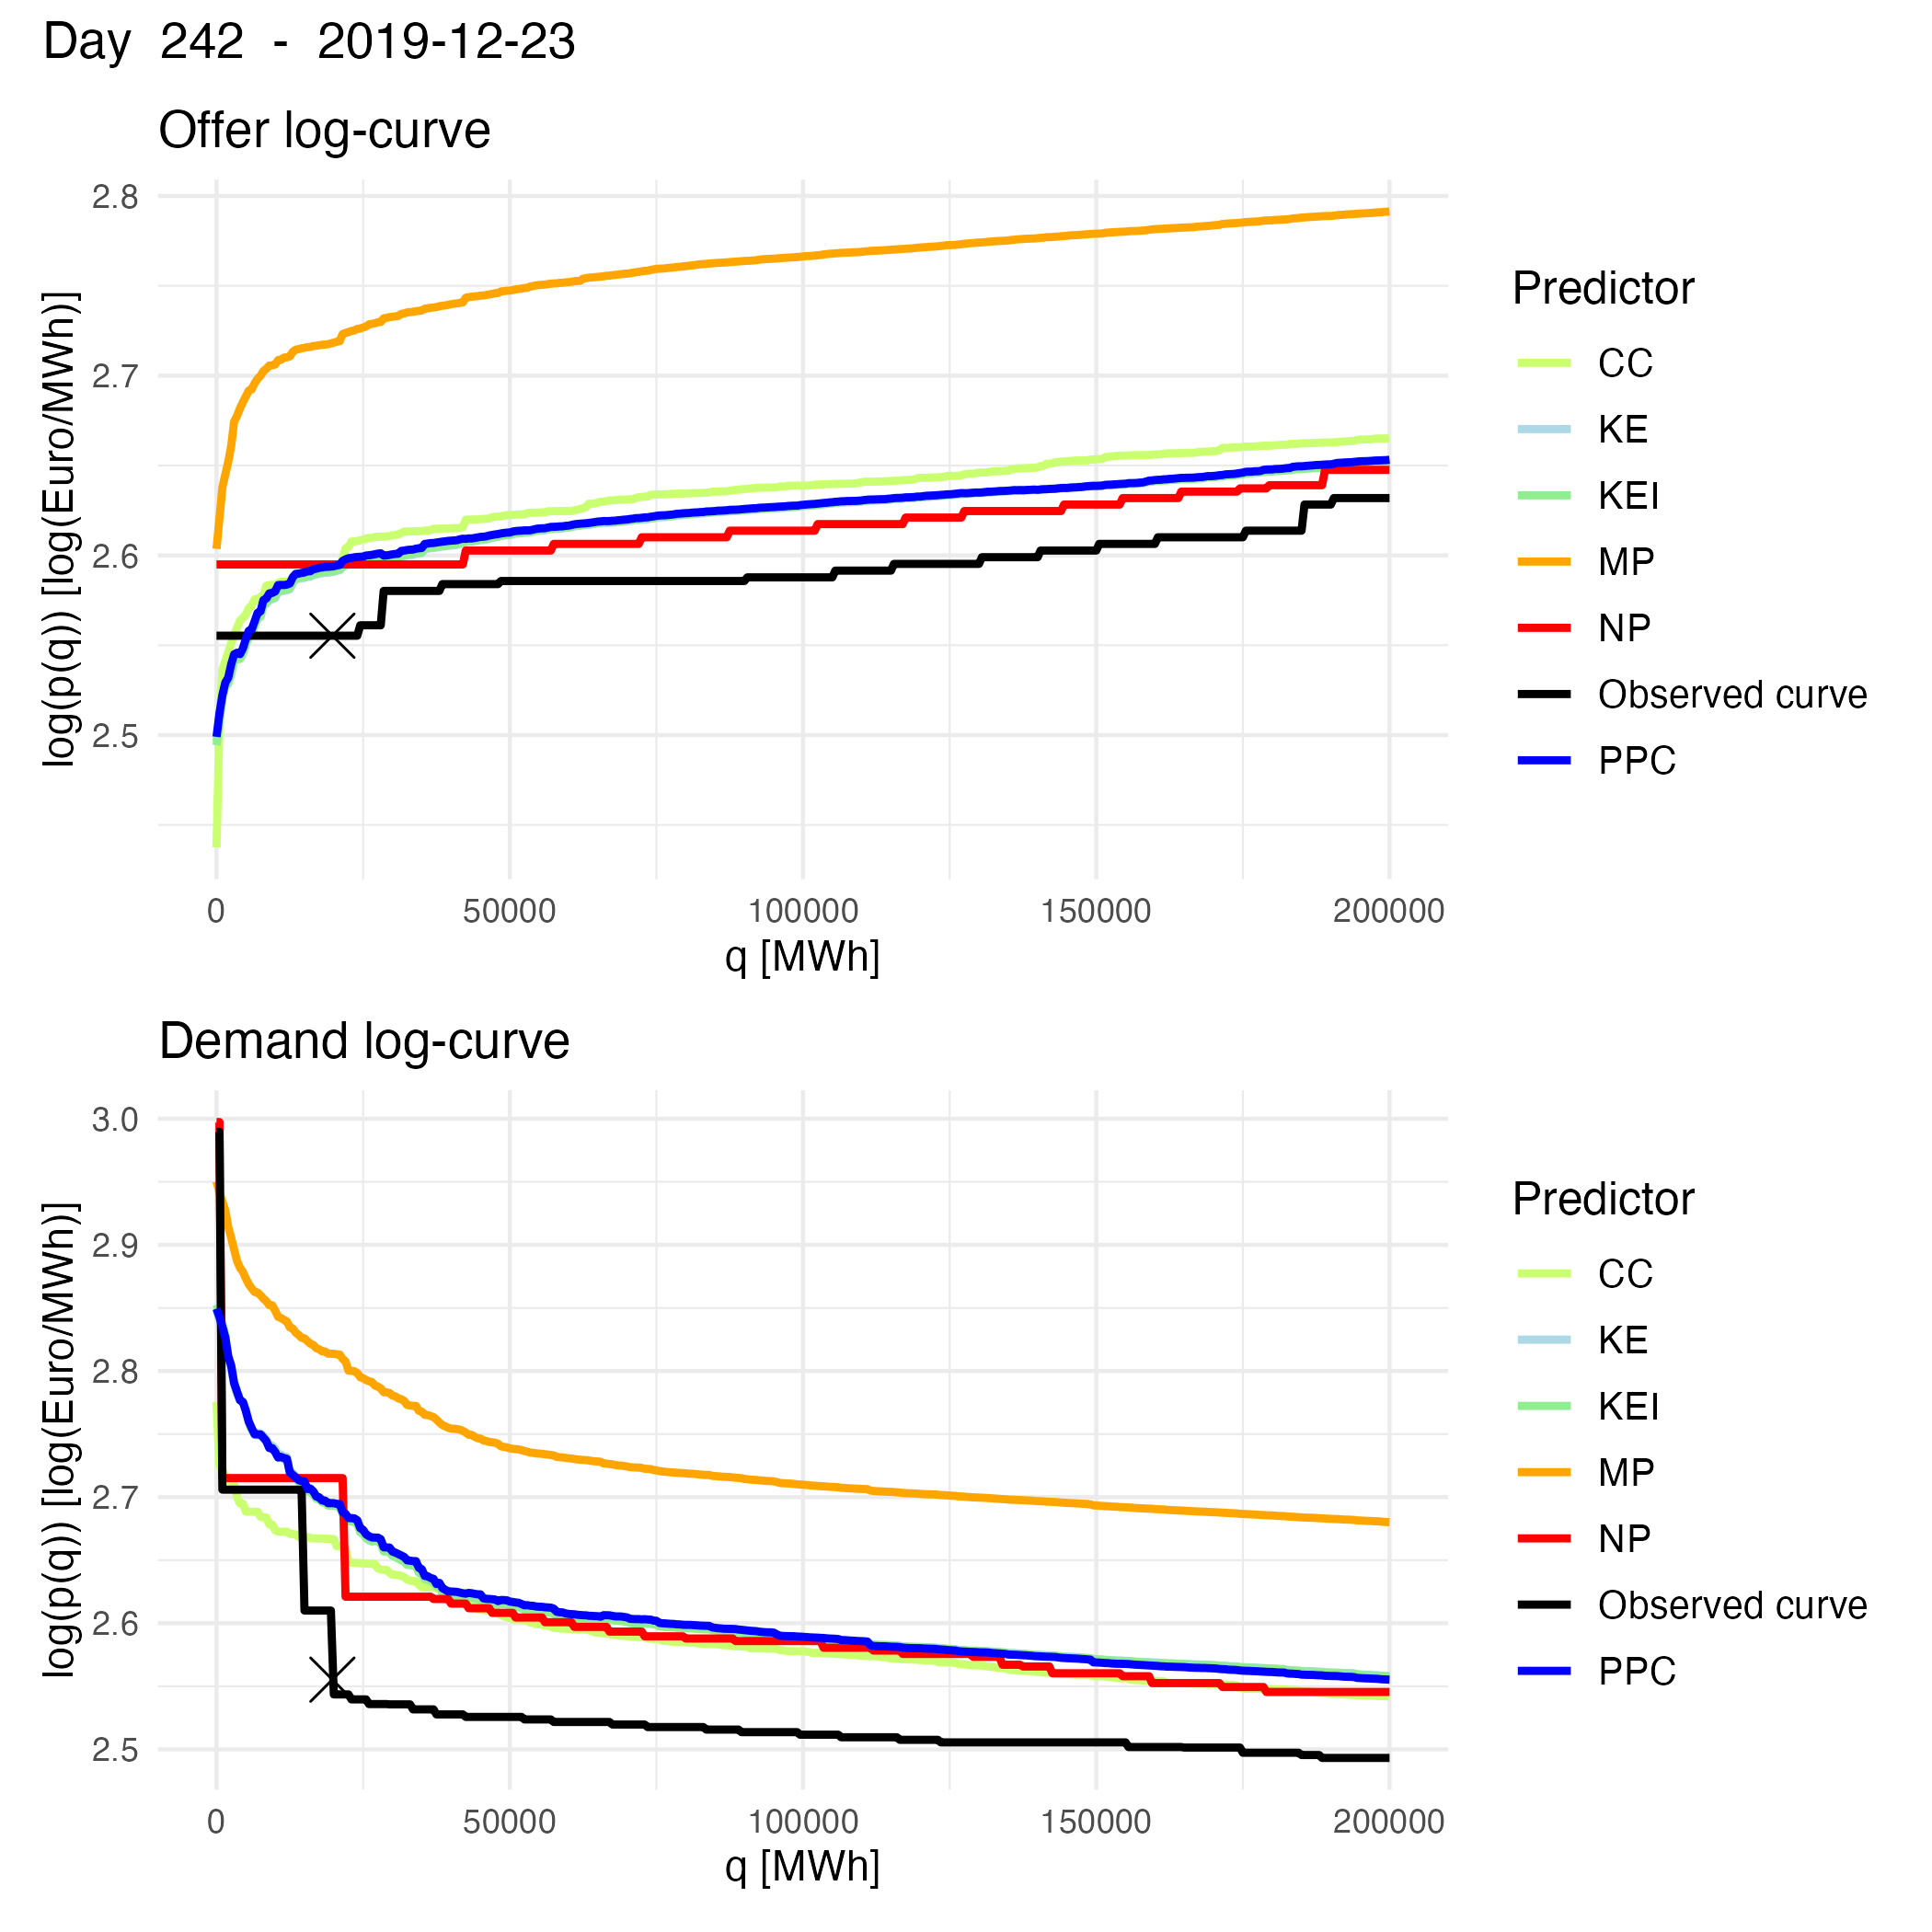 Day 242 - 2019-12-23
Offer log-curve
log(p(q)) [log(Euro/MWh)]
2.8
2.7
2.6
2.5
0 50000 100000 150000 200000
q [MWh]
Predictor
CC
KE
KEI
MP
NP
Observed curve
PPC
Demand log-curve
log(p(q)) [log(Euro/MWh)]
3.0
2.9
2.8
2.7
2.6
2.5
0 50000 100000 150000 200000
q [MWh]
Predictor
CC
KE
KEI
MP
NP
Observed curve
PPC